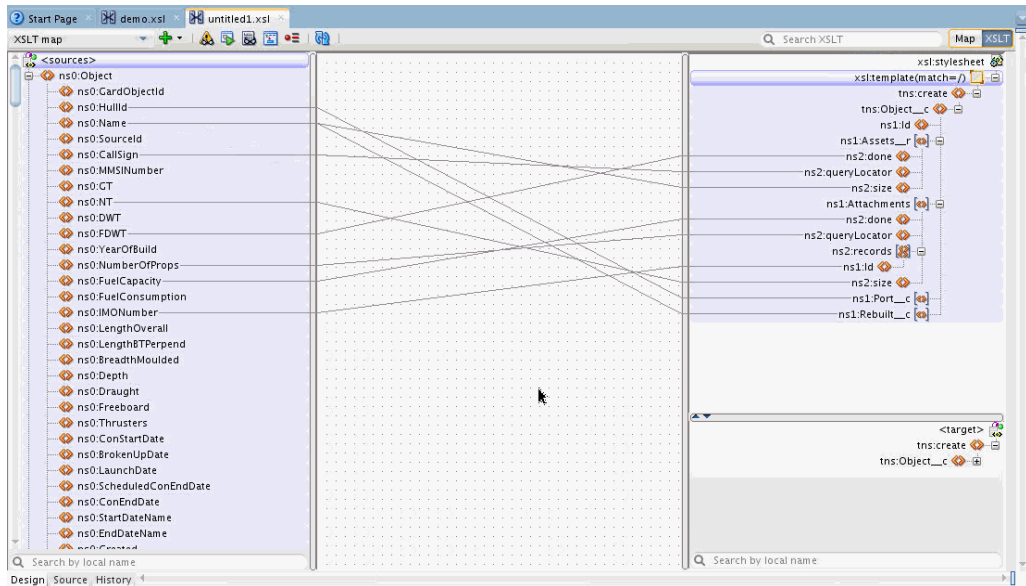 Start Page
demo.xsl
untitled1.xsl
XSLT map
Search XSLT
Map
XSLT
<sources>
ns0:Object
ns0:CardObjectId
ns0:HullId
ns0:Name
ns0:SourceId
ns0:CallSign
ns0:MMSINumber
ns0:GT
ns0:NT
ns0:DWT
ns0:FDWT
ns0:YearOfBuild
ns0:NumberOfProps
ns0:FuelCapacity
ns0:FuelConsumption
ns0:IMONumber
ns0:LengthOverall
ns0:LengthBTPerpend
ns0:BreadthMoulded
ns0:Depth
ns0:Draught
ns0:Freeboard
ns0:Thrusters
ns0:ConStartDate
ns0:BrokenUpDate
ns0:LaunchDate
ns0:ScheduledConEndDate
ns0:ConEndDate
ns0:StartDateName
ns0:EndDateName
ns0:Created
Search by local name
xsl:stylesheet
xsl:template(match=/)
tns:create
tns:Object__c
ns1:Id
ns1:Assets__r
ns2:done
ns2:queryLocator
ns2:size
ns1:Attachments
ns2:done
ns2:queryLocator
ns2:records
ns1:Id
ns2:size
ns1:Port__c
ns1:Rebuilt__c
<target>
tns:create
tns:Object__c
Search by local name
Design Source History